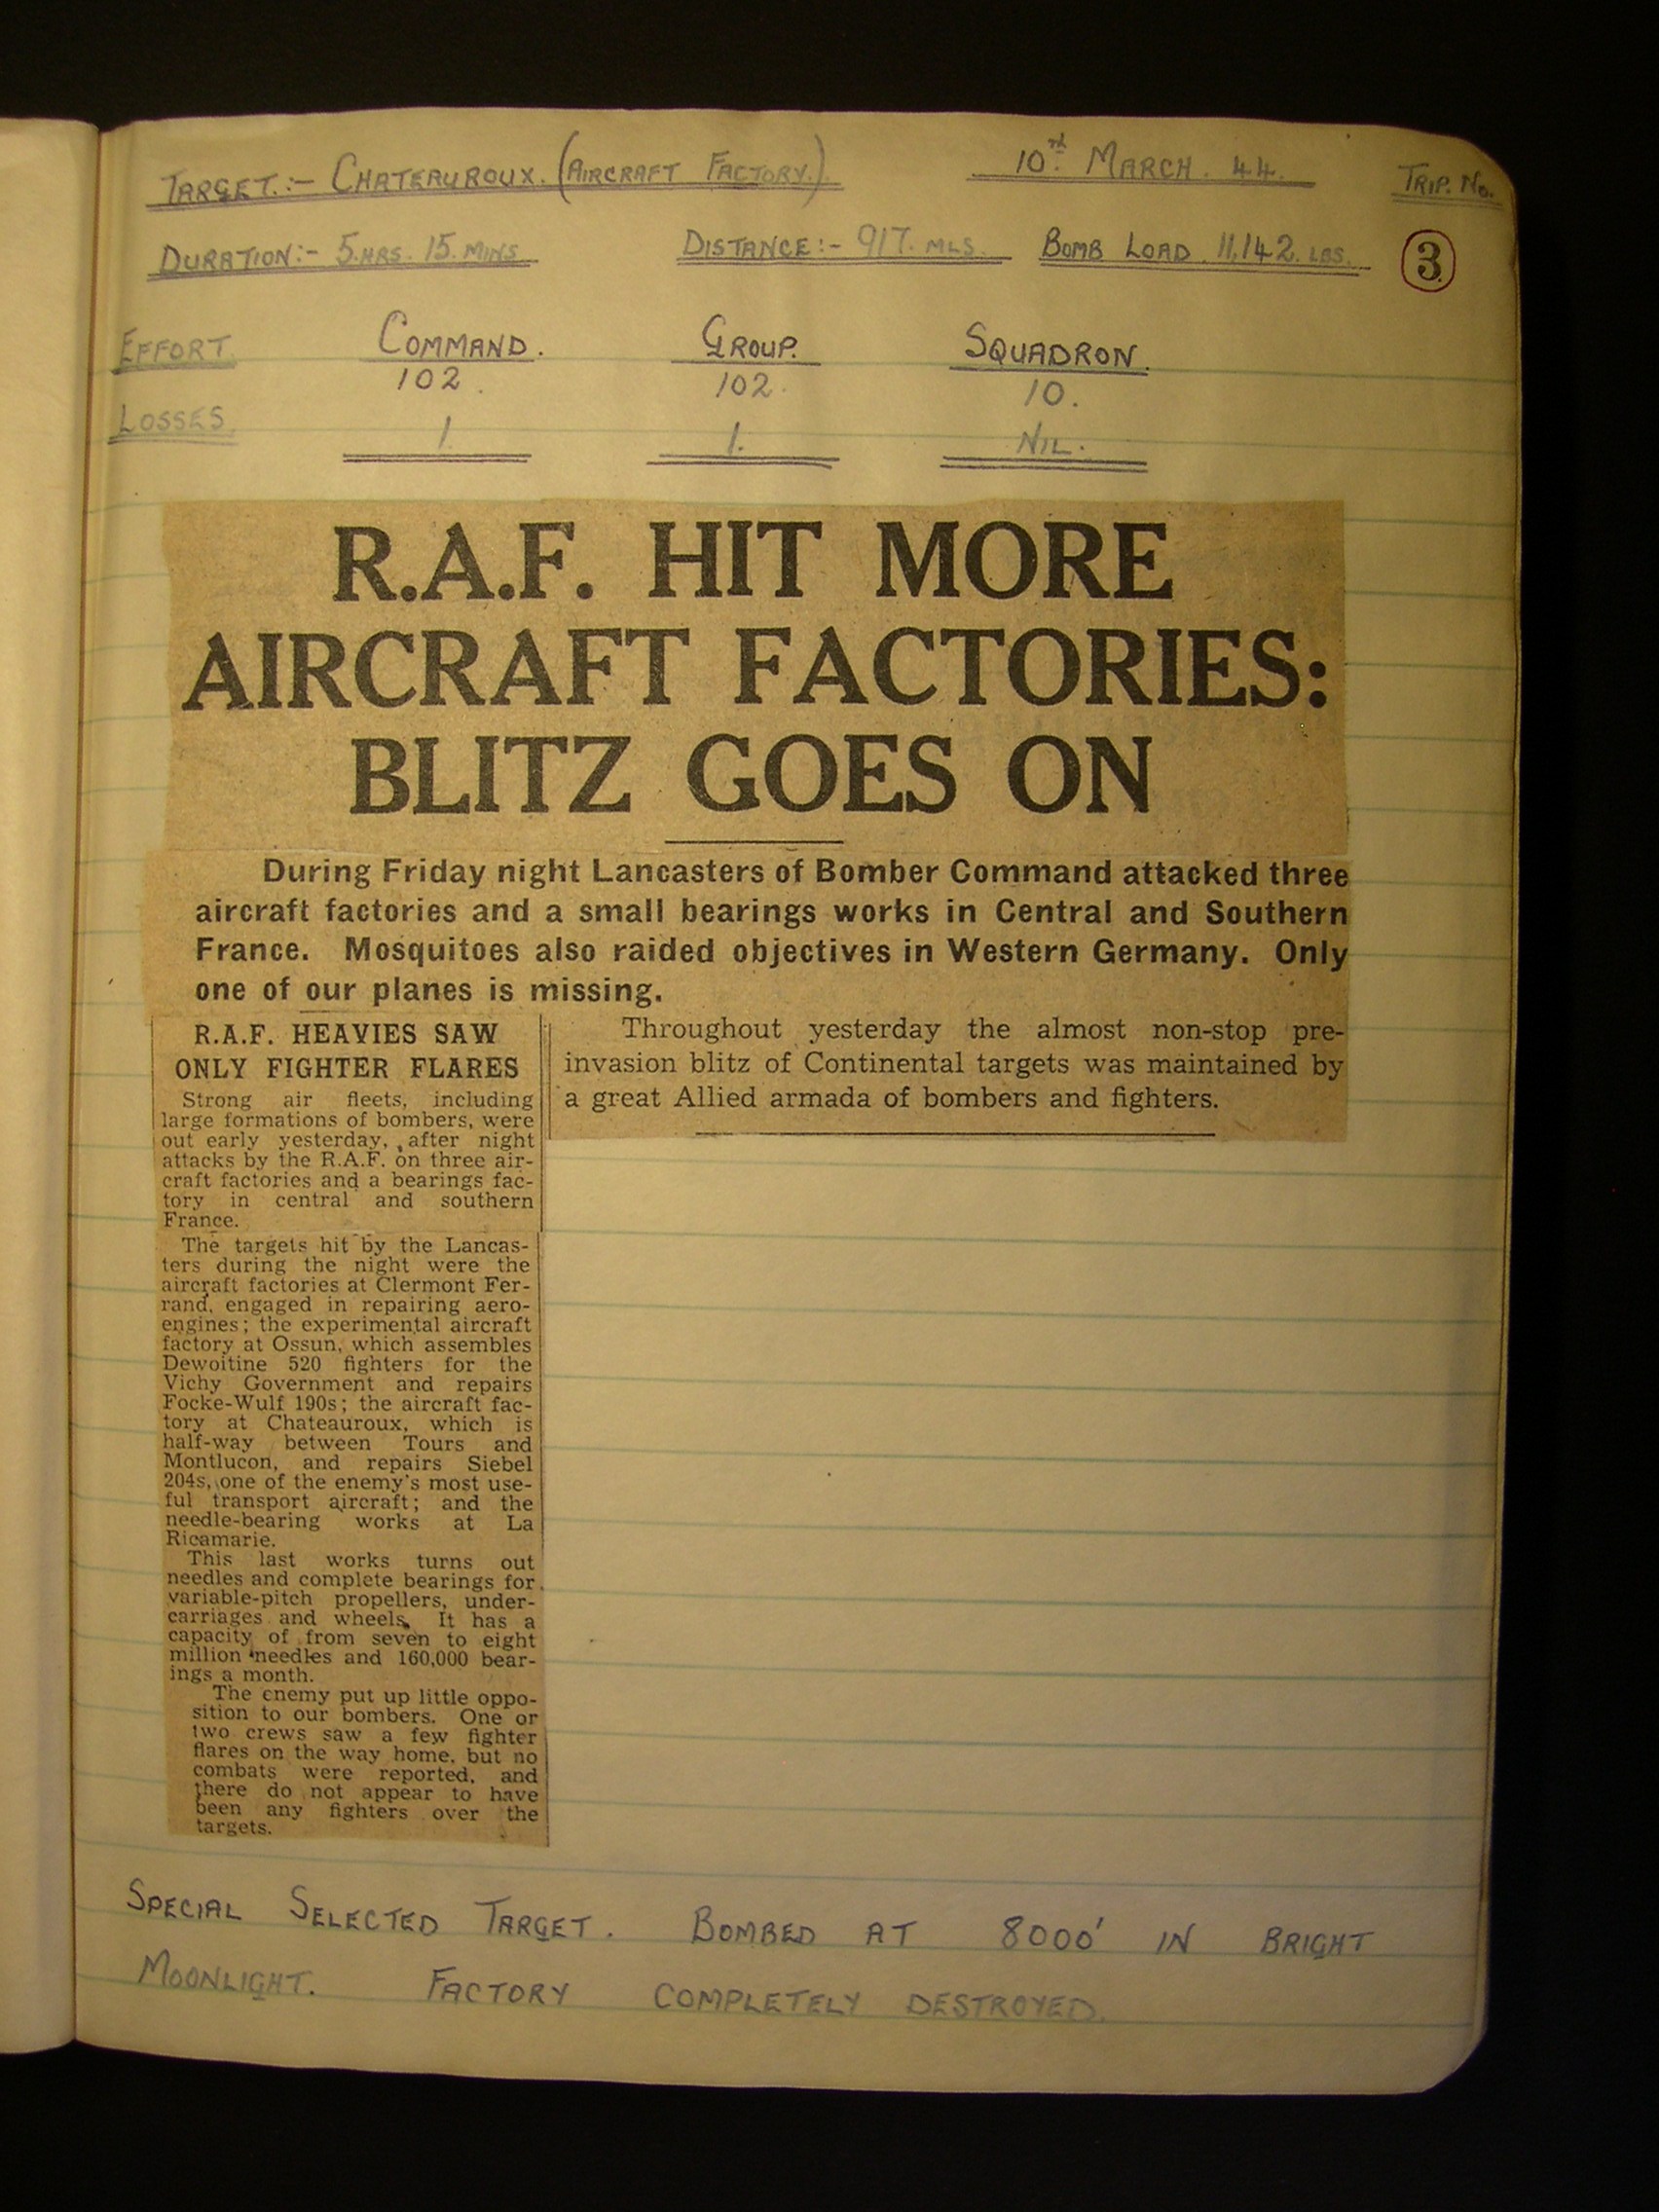 TARGET.:- CHATEAUROUX. (AIRCRAFT FACTORY.)
10th MARCH. 44.
TRIP. No.
DURATION:- 5.HRS. 15. MINS
DISTANCE:- 917. MLS.
BOMB LOAD. 11,142. LBS.
3
EFFORT COMMAND. GROUP. SQUADRON.
102. 102. 10.
LOSSES 1. 1. NIL.
R.A.F. HIT MORE
AIRCRAFT FACTORIES:
BLITZ GOES ON
During Friday night Lancasters of Bomber Command attacked three
aircraft factories and a small bearings works in Central and Southern
France. Mosquitoes also raided objectives in Western Germany. Only
one of our planes is missing.
R.A.F. HEAVIES SAW
ONLY FIGHTER FLARES
Strong air fleets, including
large formations of bombers, were
out early yesterday, after night
attacks by the R.A.F. on three air-
craft factories and a bearings fac-
tory in central and southern
France.
The targets hit by the Lancas-
ters during the night were the
aircraft factories at Clermont Fer-
rand, engaged in repairing aero-
engines; the experimental aircraft
factory at Ossun, which assembles
Dewoitine 520 fighters for the
Vichy Government and repairs
Focke-Wulf 190s; the aircraft fac-
tory at Chateauroux, which is
half-way between Tours and
Montlucon, and repairs Siebel
204s, one of the enemy's most use-
ful transport aircraft; and the
needle-bearing works at La
Ricamarie.
This last works turns out
needles and complete bearings for
variable-pitch propellers, under-
carriages and wheels. It has a
capacity of from seven to eight
million needles and 160,000 bear-
ings a month.
The enemy put up little oppo-
sition to our bombers. One or
two crews saw a few fighter
flares on the way home, but no
combats were reported, and
there do not appear to have
been any fighters over the
targets.
Throughout yesterday the almost non-stop pre-
invasion blitz of Continental targets was maintained by
a great Allied armada of bombers and fighters.
SPECIAL SELECTED TARGET. BOMBED AT 8000' IN BRIGHT
MOONLIGHT. FACTORY COMPLETELY DESTROYED.